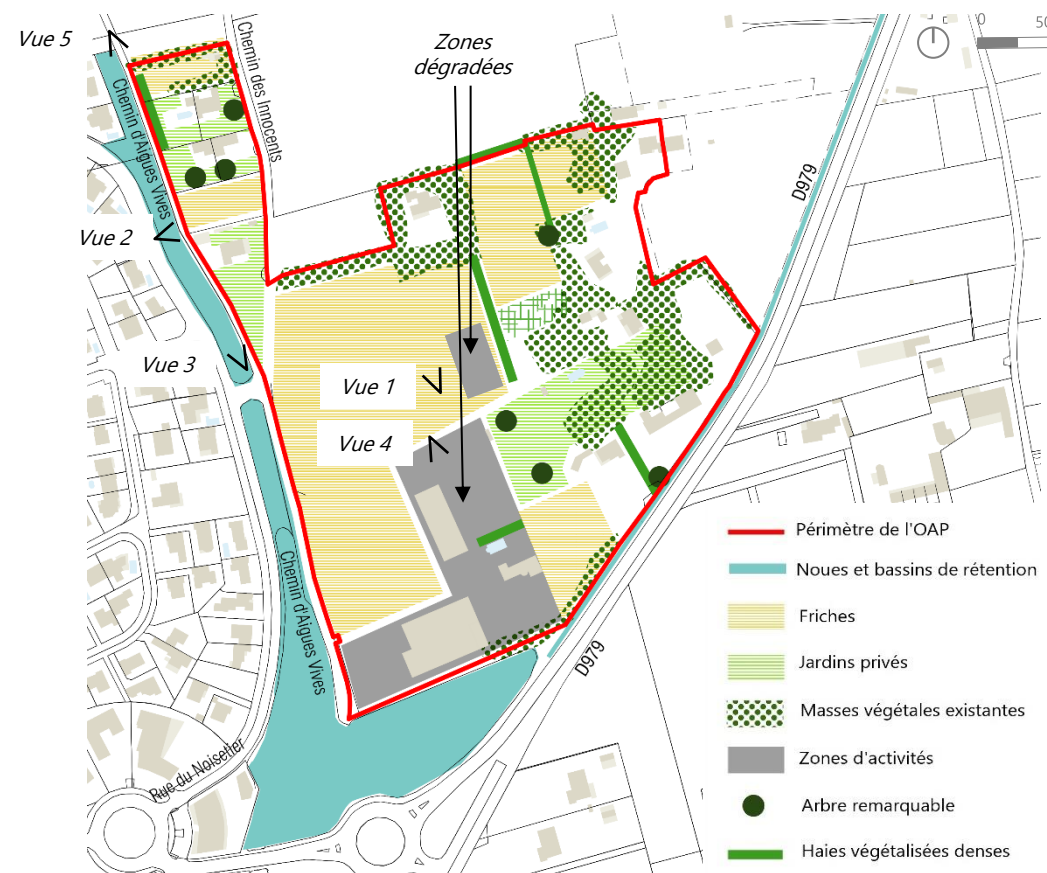 Vue 5
Chemin d'Aigues Vives
Chemin des Innocents
Zones
dégradées
0
50
D979
Vue 2
Vue 3
Vue 1
Vue 4
Chemin d'Aigues Vives
D979
Rue du Noisetier
Périmètre de l'OAP
Noues et bassins de rétention
Friches
Jardins privés
Masses végétales existantes
Zones d'activités
Arbre remarquable
Haies végétalisées denses